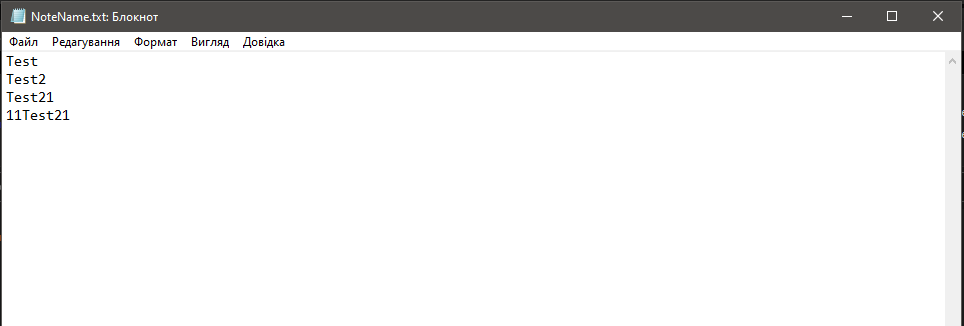 NoteName.txt: Блокнот
Файл Редагування Формат Вигляд Довідка
Test
Test2
Test21
11Test21